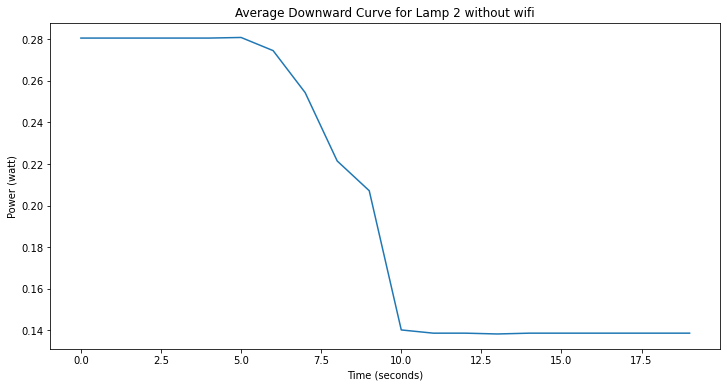 Average Downward Curve for Lamp 2 without wifi
0.28
0.26
0.24
0.22
0.20
0.18
0.16
0.14
Power (watt)
0.0 2.5 5.0 7.5 10.0 12.5 15.0 17.5
Time (seconds)